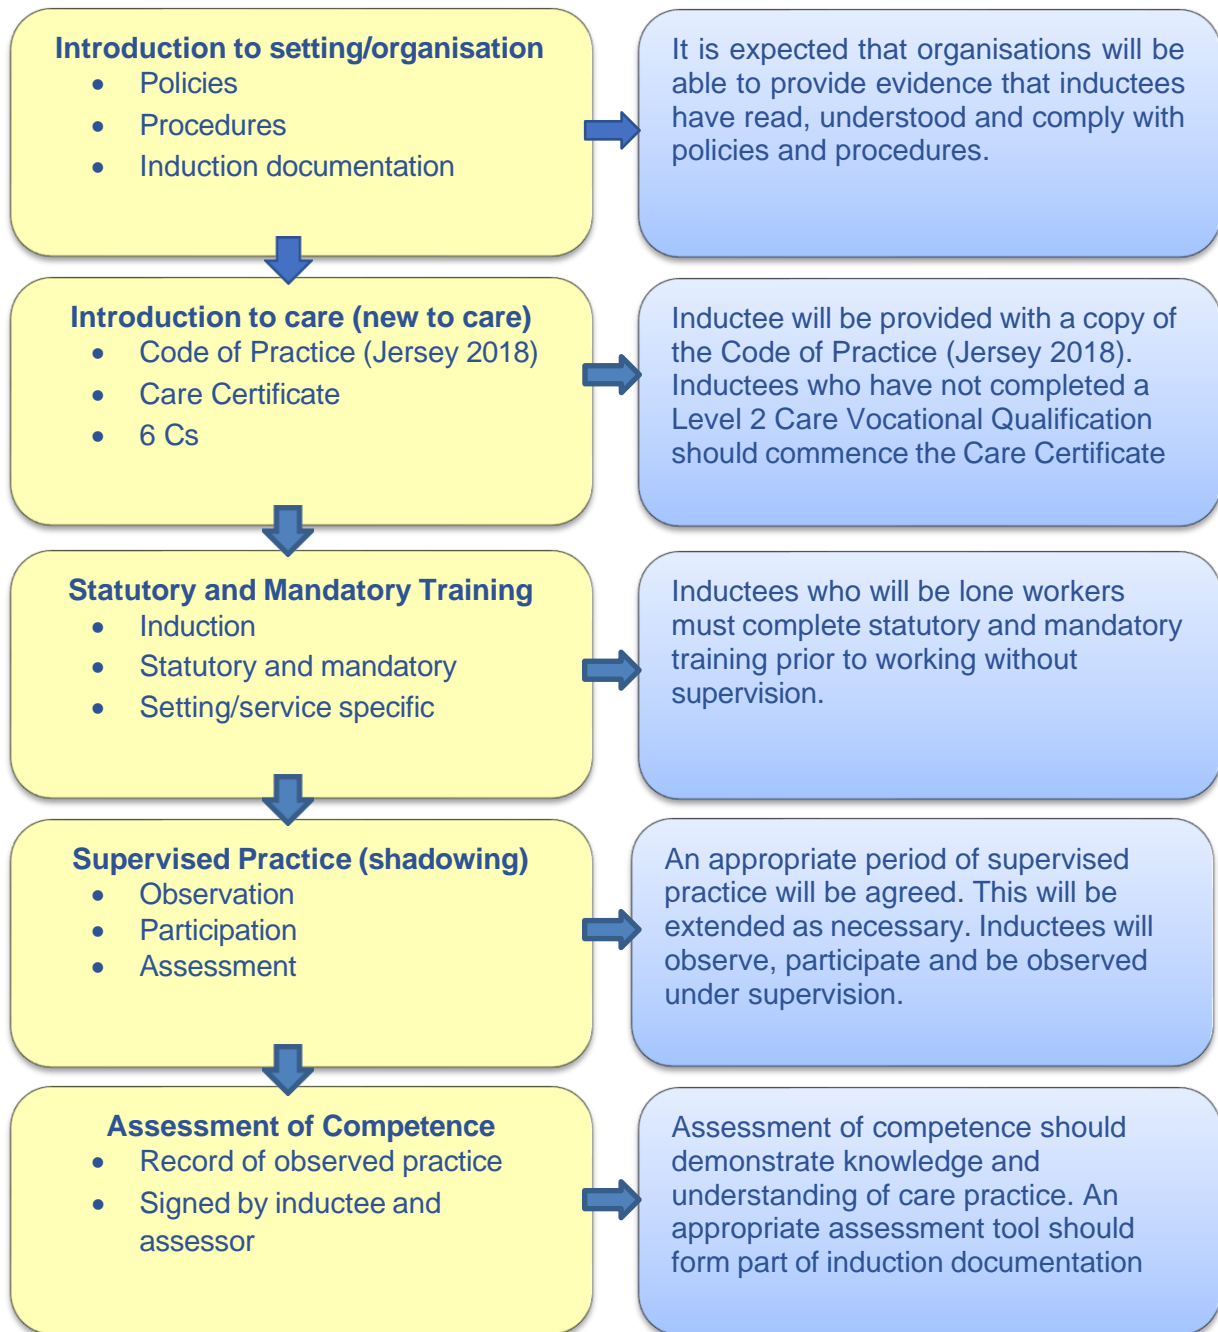 Introduction to setting/organisation
• Policies
• Procedures
• Induction documentation
It is expected that organisations will be
able to provide evidence that inductees
have read, understood and comply with
policies and procedures.
Introduction to care (new to care)
• Code of Practice (Jersey 2018)
• Care Certificate
• 6 Cs
Inductee will be provided with a copy of
the Code of Practice (Jersey 2018).
Inductees who have not completed a
Level 2 Care Vocational Qualification
should commence the Care Certificate
Statutory and Mandatory Training
• Induction
• Statutory and mandatory
• Setting/service specific
Inductees who will be lone workers
must complete statutory and mandatory
training prior to working without
supervision.
Supervised Practice (shadowing)
• Observation
• Participation
• Assessment
An appropriate period of supervised
practice will be agreed. This will be
extended as necessary. Inductees will
observe, participate and be observed
under supervision.
Assessment of Competence
• Record of observed practice
• Signed by inductee and
assessor
Assessment of competence should
demonstrate knowledge and
understanding of care practice. An
appropriate assessment tool should
form part of induction documentation